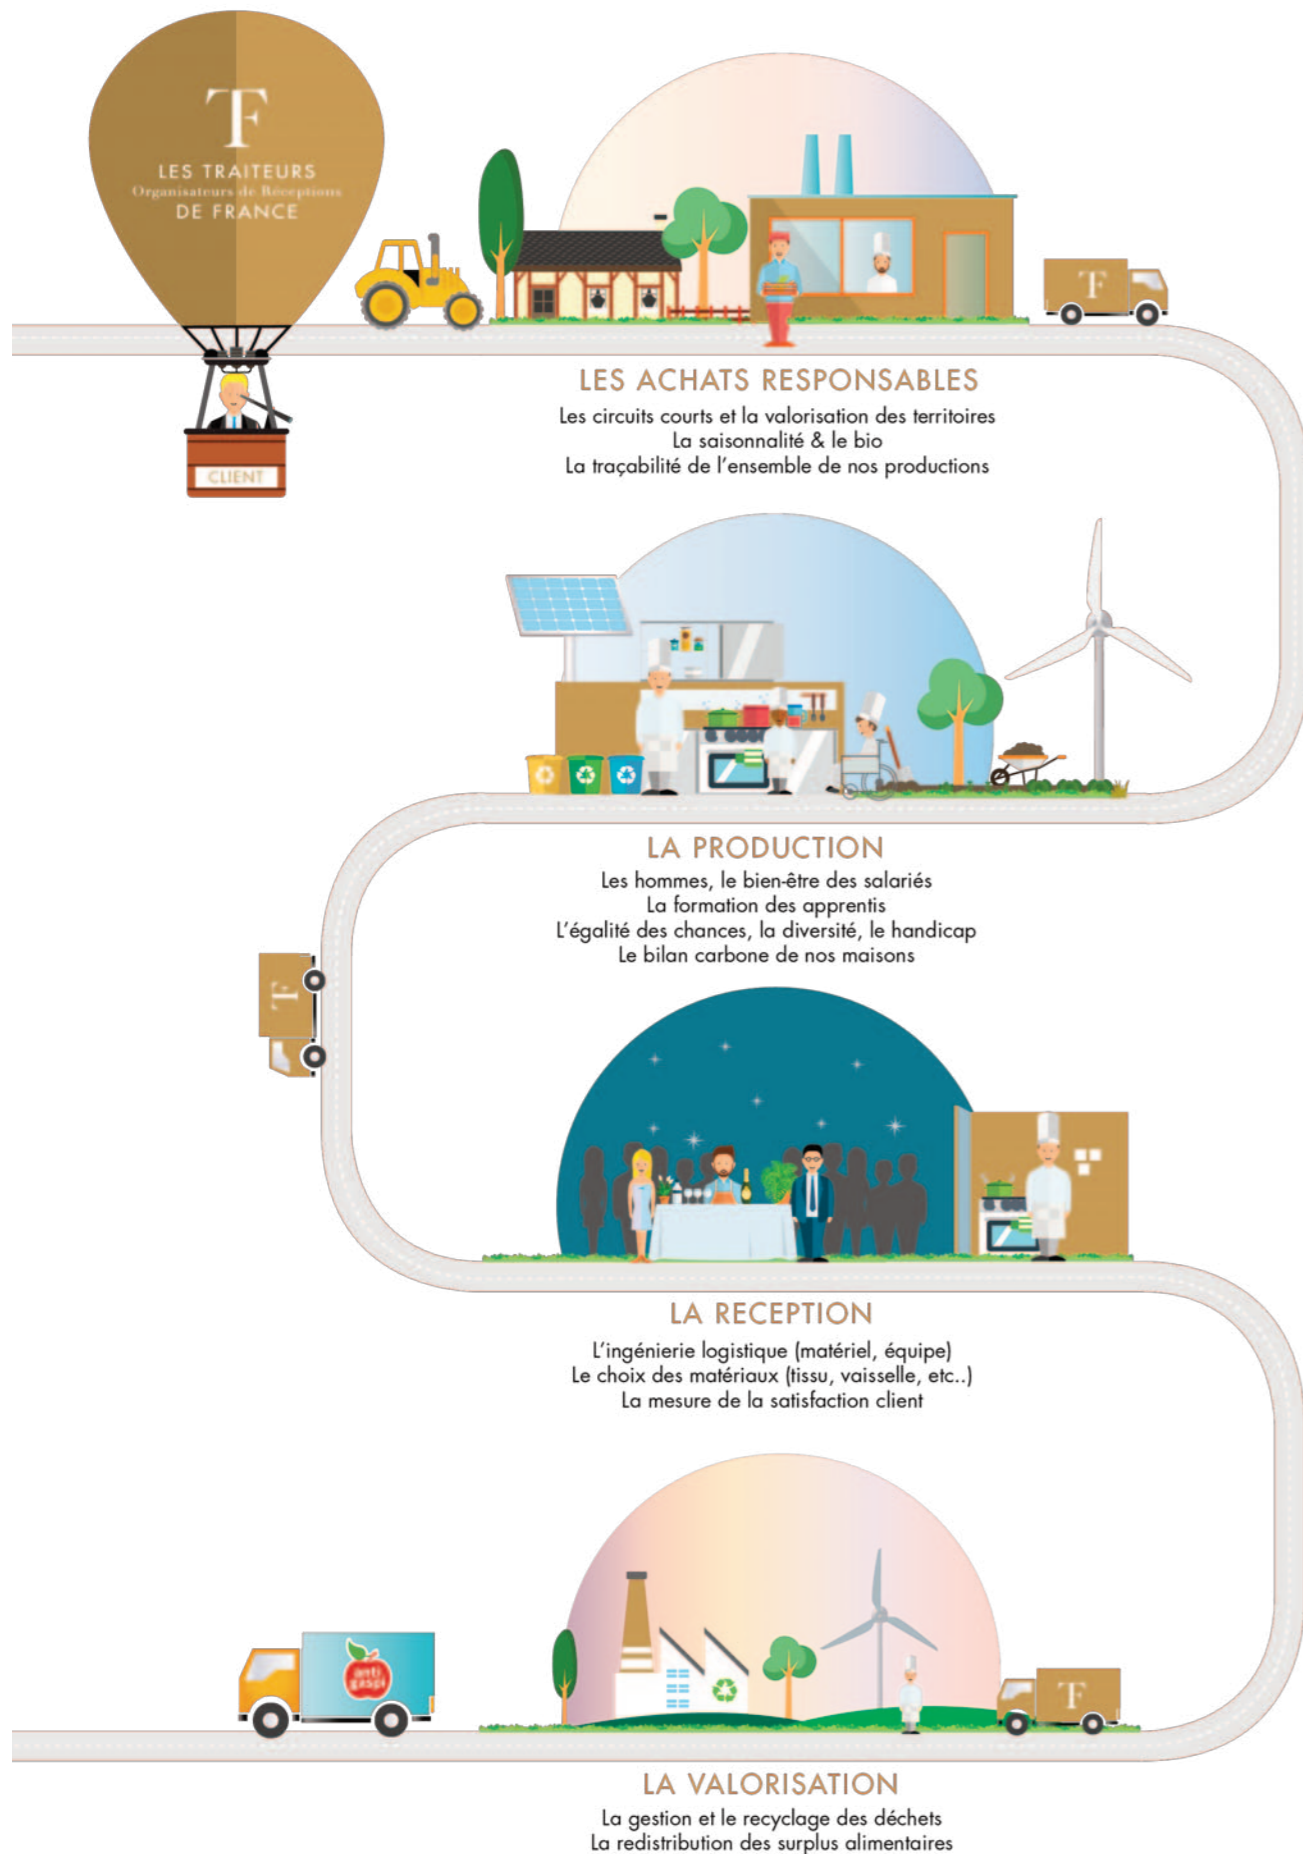 TF
LES TRAITEURS
Organisateurs de Réceptions
DE FRANCE
CLIENT
TF
LES ACHATS RESPONSABLES
Les circuits courts et la valorisation des territoires
La saisonnalité & le bio
La traçabilité de l'ensemble de nos productions
LA PRODUCTION
Les hommes, le bien-être des salariés
La formation des apprentis
L'égalité des chances, la diversité, le handicap
Le bilan carbone de nos maisons
TF
LA RECEPTION
L'ingénierie logistique (matériel, équipe)
Le choix des matériaux (tissu, vaisselle, etc..)
La mesure de la satisfaction client
anti
gaspi
TF
LA VALORISATION
La gestion et le recyclage des déchets
La redistribution des surplus alimentaires